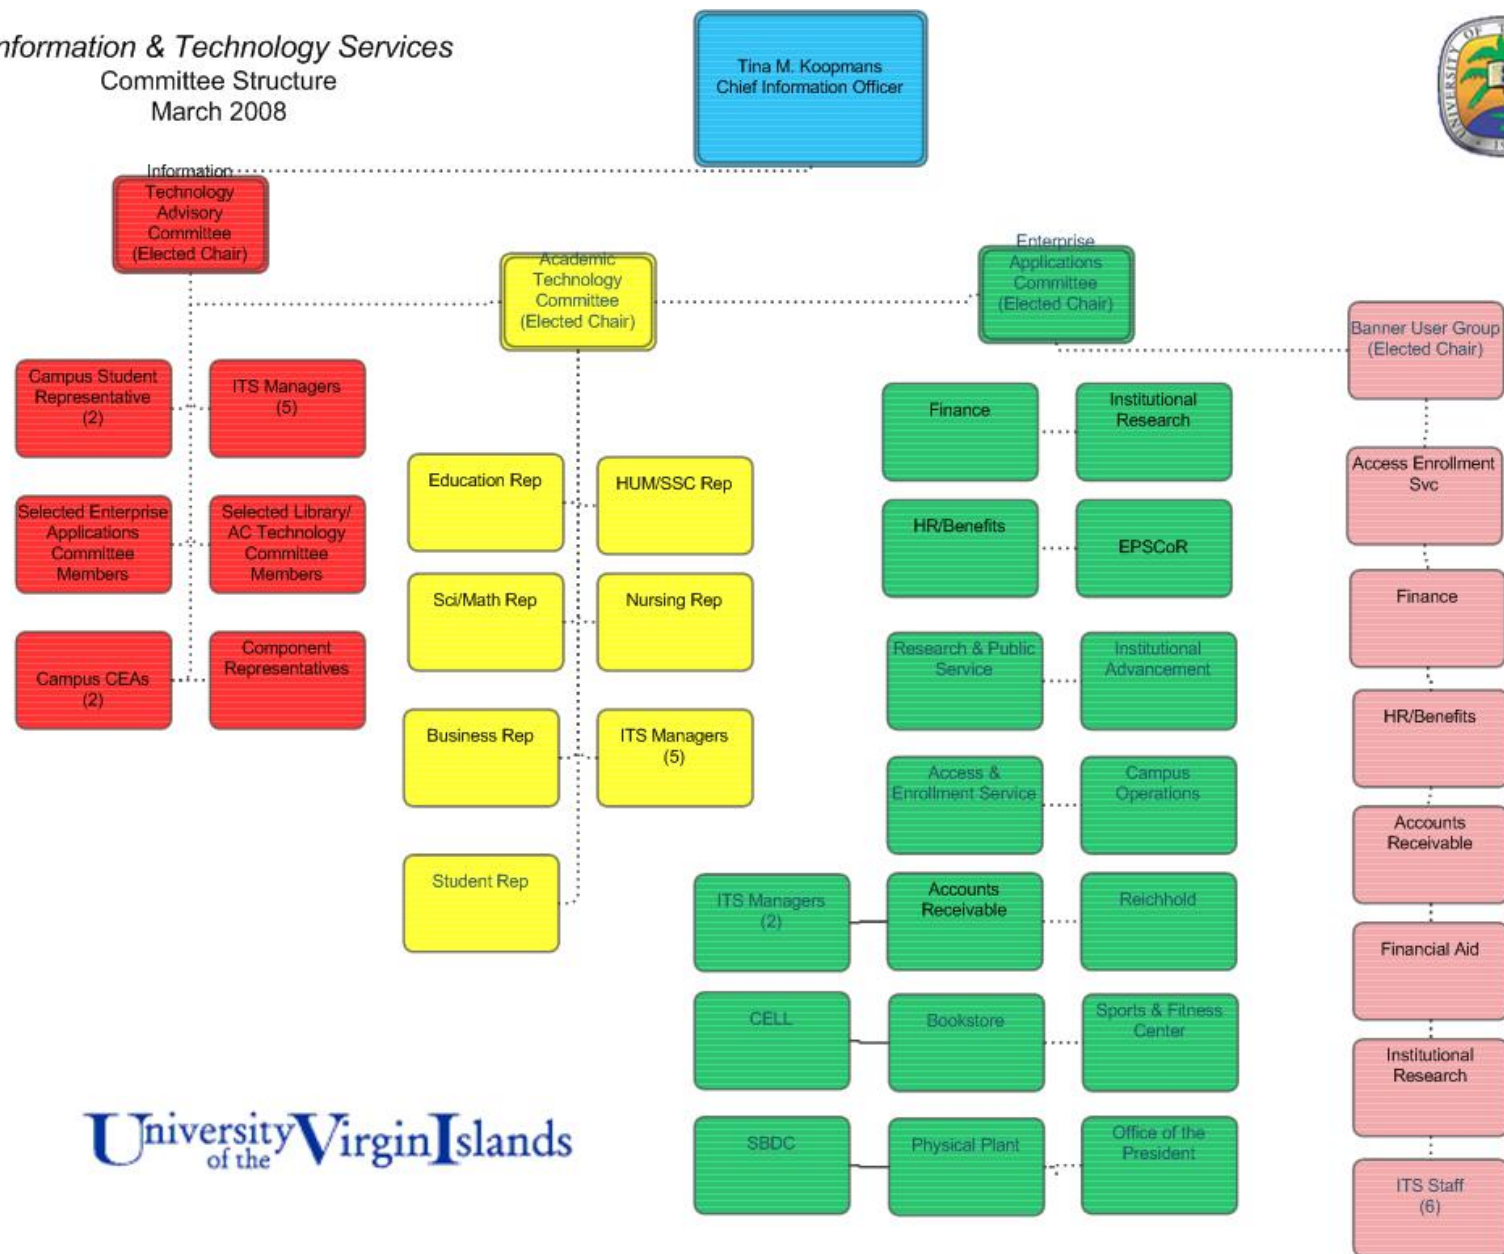 nformation & Technology Services
Committee Structure
March 2008
Tina M. Koopmans
Chief Information Officer
Information
Technology
Advisory
Committee
(Elected Chair)
Academic
Technology
Committee
(Elected Chair)
Enterprise
Applications
Committee
(Elected Chair)
Banner User Group
(Elected Chair)
Campus Student
Representative
(2)
ITS Managers
(5)
Selected Enterprise
Applications
Committee
Members
Selected Library/
AC Technology
Committee
Members
Campus CEAs
(2)
Component
Representatives
Education Rep
HUM/SSC Rep
Sci/Math Rep
Nursing Rep
Business Rep
ITS Managers
(5)
Student Rep
Finance
Institutional
Research
HR/Benefits
EPSCoR
Research & Public
Service
Institutional
Advancement
Access &
Enrollment Service
Campus
Operations
ITS Managers
(2)
Accounts
Receivable
Reichhold
CELL
Bookstore
Sports & Fitness
Center
SBDC
Physical Plant
Office of the
President
Access Enrollment
Svc
Finance
HR/Benefits
Accounts
Receivable
Financial Aid
Institutional
Research
ITS Staff
(6)
University of the Virgin Islands
UNIVERSITY OF